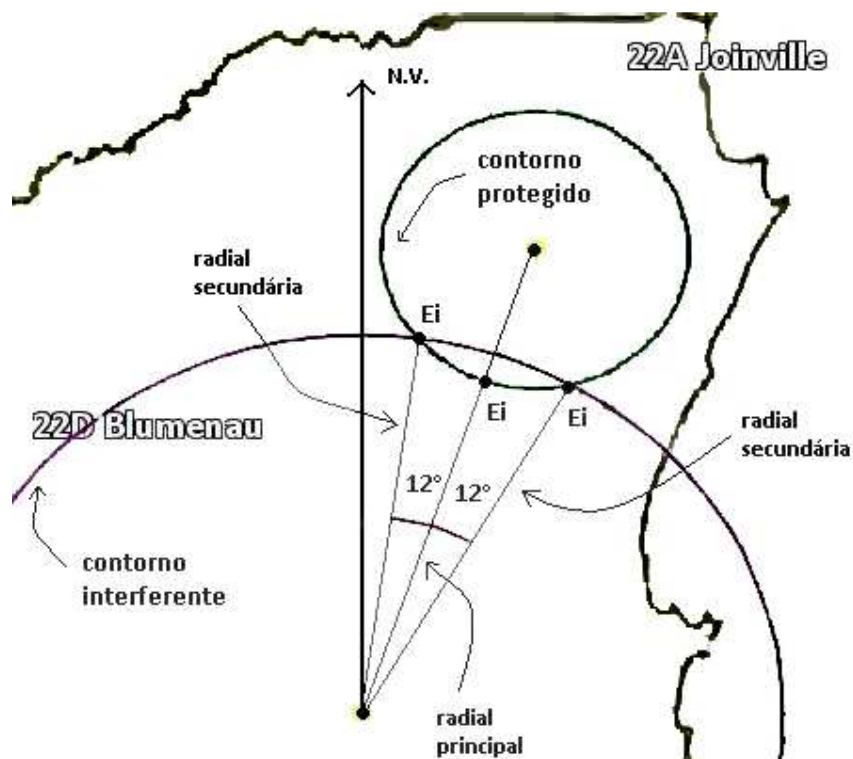 22A Joinville
N.V.
contorno
protegido
radial
secundária
Ei
22D Blumenau
Ei
Ei
radial
secundária
12°
12°
contorno
interferente
radial
principal